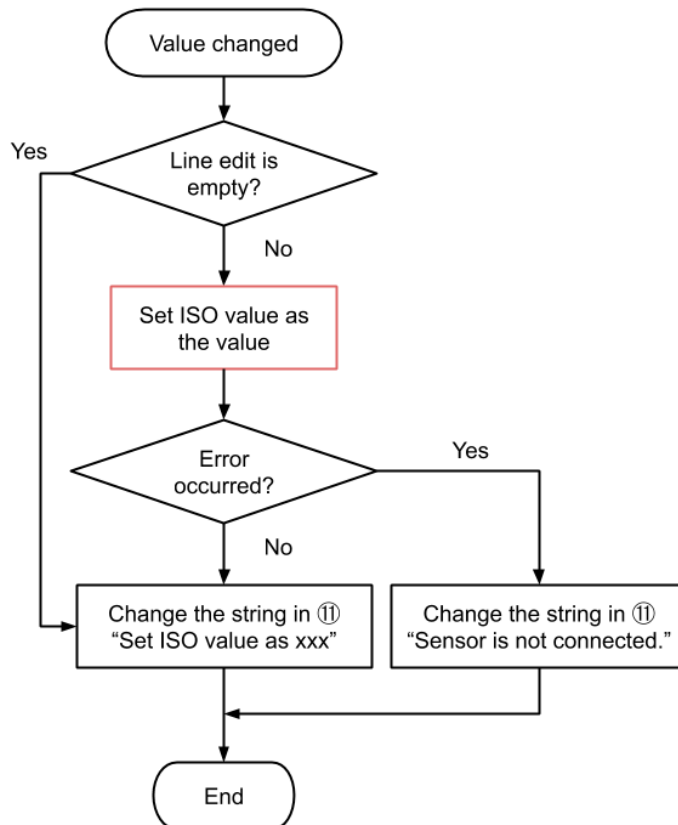 Value changed
Yes
Line edit is
empty?
No
Set ISO value as
the value
Error
occurred?
Yes
No
Change the string in ⑪
“Set ISO value as xxx”
Change the string in ⑪
“Sensor is not connected.”
End